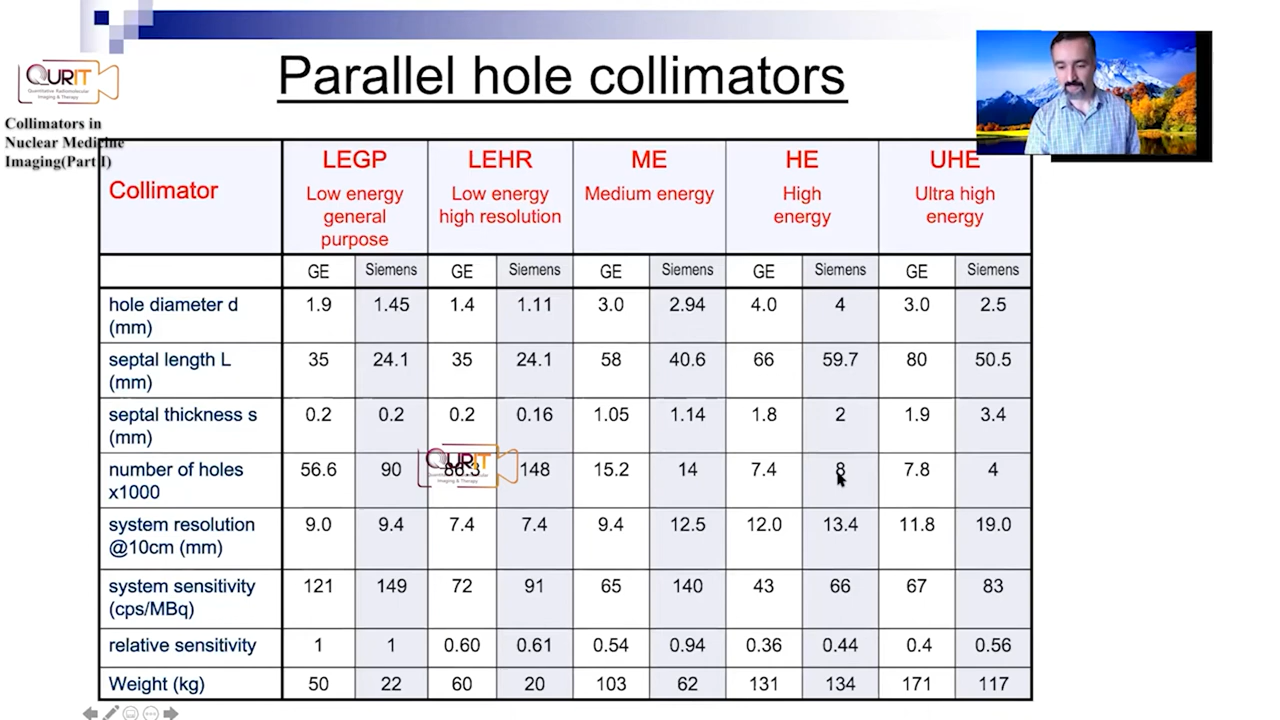 Parallel hole collimators
QURIT
Quantitative Radiomolecular
Imaging & Therapy
Collimators in
Nuclear Medicine
Imaging(Part I)
Collimator
LEGP
Low energy
general
purpose
LEHR
Low energy
high resolution
ME
Medium energy
HE
High
energy
UHE
Ultra high
energy
GE Siemens GE Siemens GE Siemens GE Siemens GE Siemens
hole diameter d
(mm)
1.9 1.45 1.4 1.11 3.0 2.94 4.0 4 3.0 2.5
septal length L
(mm)
35 24.1 35 24.1 58 40.6 66 59.7 80 50.5
septal thickness s
(mm)
0.2 0.2 0.2 0.16 1.05 1.14 1.8 2 1.9 3.4
number of holes
x1000
56.6 90 86.3 148 15.2 14 7.4 8 7.8 4
QURIT
Imaging & Therapy
system resolution
@10cm (mm)
9.0 9.4 7.4 7.4 9.4 12.5 12.0 13.4 11.8 19.0
system sensitivity
(cps/MBq)
121 149 72 91 65 140 43 66 67 83
relative sensitivity
1 1 0.60 0.61 0.54 0.94 0.36 0.44 0.4 0.56
Weight (kg)
50 22 60 20 103 62 131 134 171 117